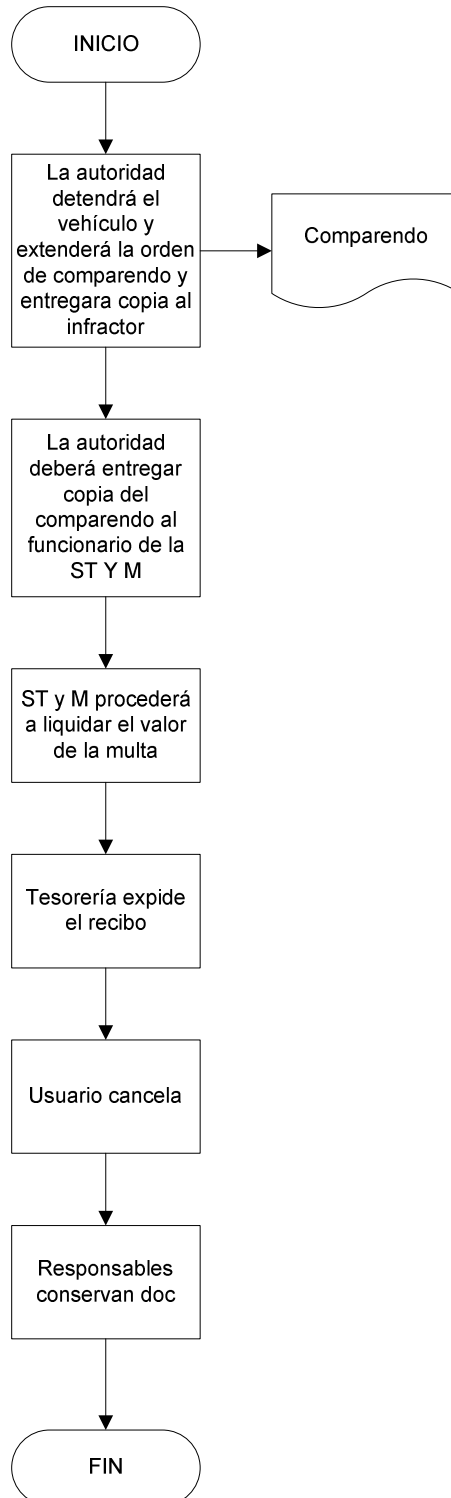 INICIO
La autoridad
detendrá el
vehículo y
extenderá la orden
de comparendo y
entregara copia al
infractor
Comparendo
La autoridad
deberá entregar
copia del
comparendo al
funcionario de la
ST Y M
ST y M procederá
a liquidar el valor
de la multa
Tesorería expide
el recibo
Usuario cancela
Responsables
conservan doc
FIN